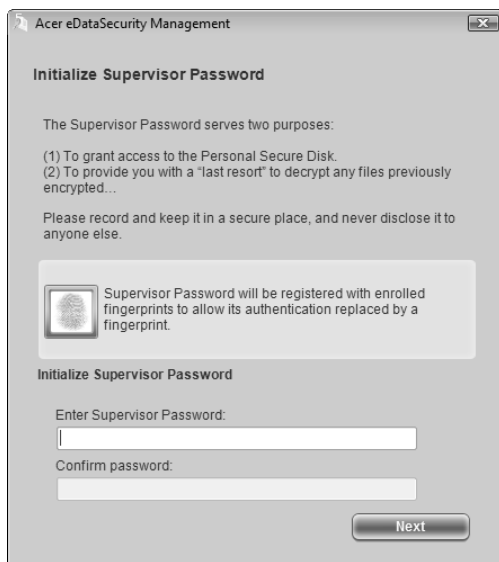 Acer eDataSecurity Management
Initialize Supervisor Password
The Supervisor Password serves two purposes:
(1) To grant access to the Personal Secure Disk.
(2) To provide you with a “last resort” to decrypt any files previously
encrypted…
Please record and keep it in a secure place, and never disclose it to
anyone else.
Supervisor Password will be registered with enrolled
fingerprints to allow its authentication replaced by a
fingerprint.
Initialize Supervisor Password
Enter Supervisor Password:
Confirm password:
Next